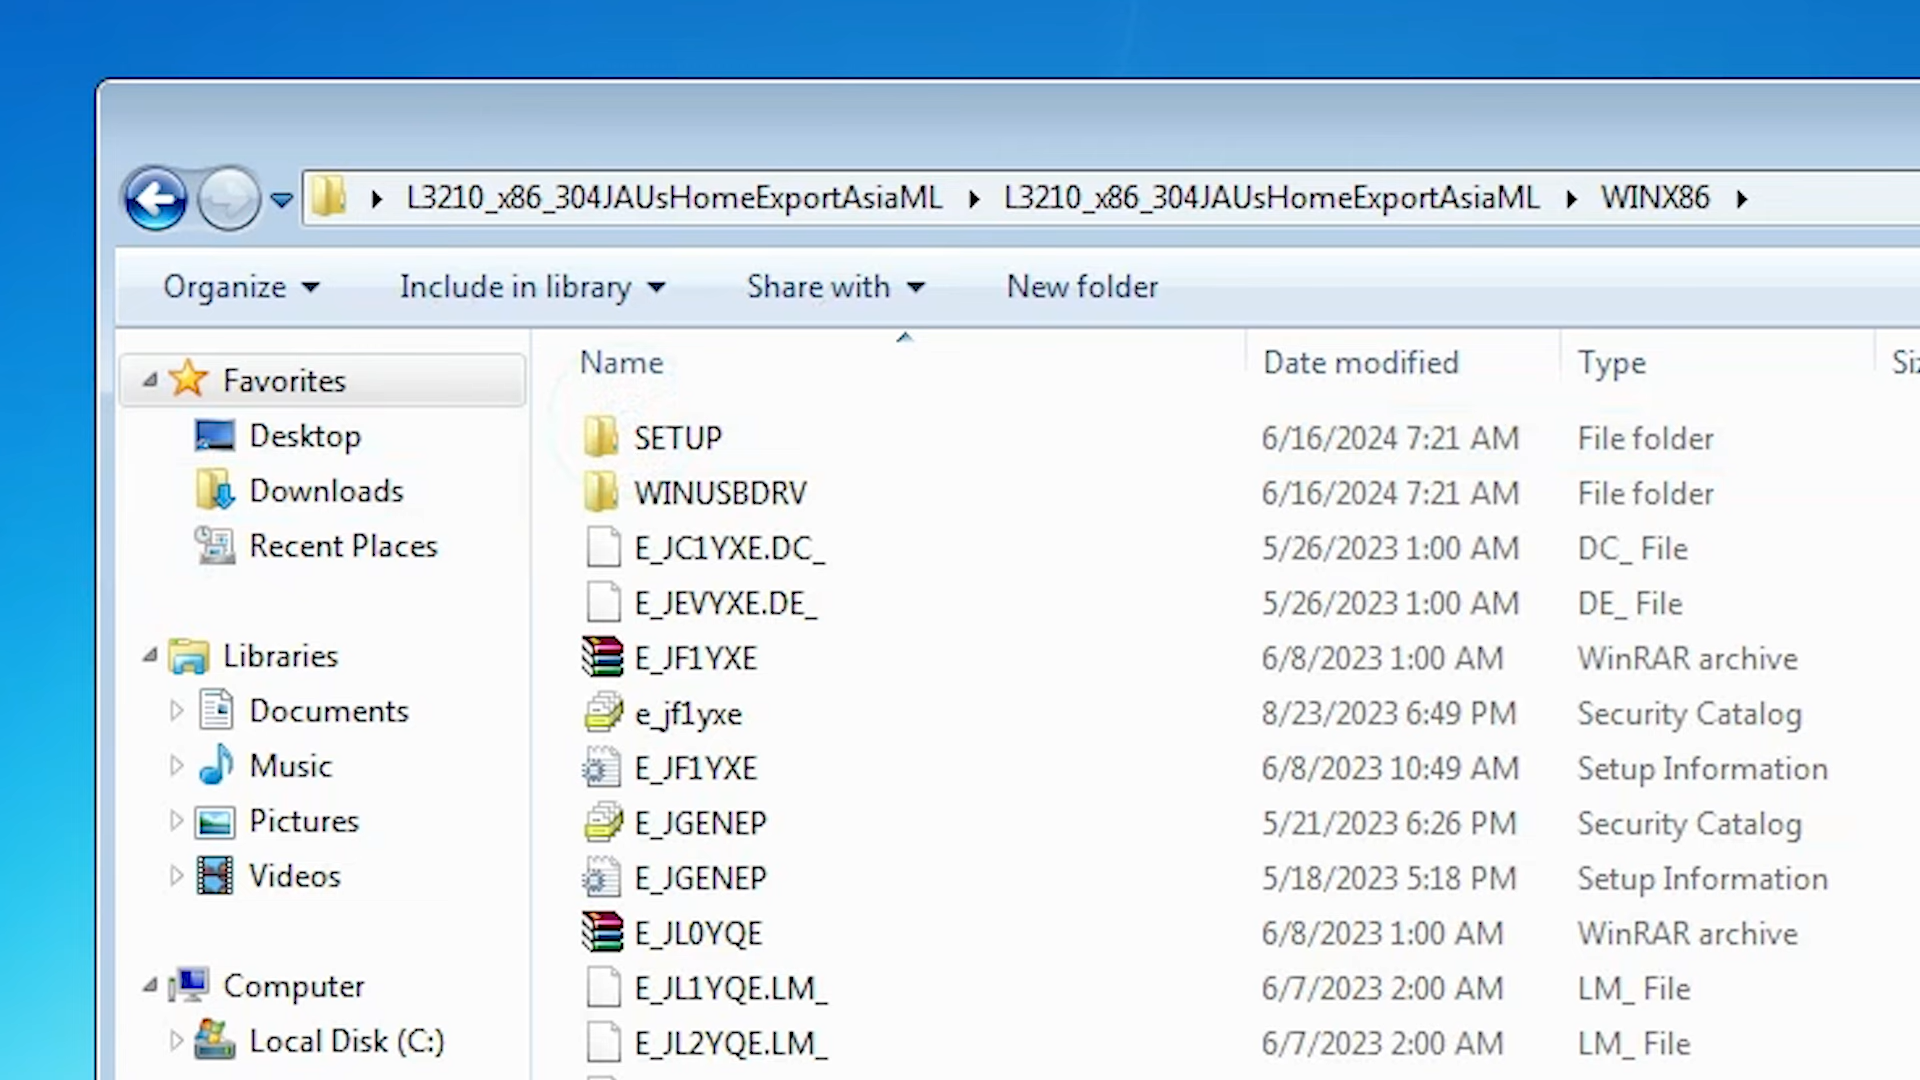 L3210_x86_304JAUsHomeExportAsiaML L3210_x86_304JAUsHomeExportAsiaML WINX86
Organize Include in library Share with New folder
Name Date modified Type
Favorites
Desktop
Downloads
Recent Places
Libraries
Documents
Music
Pictures
Videos
Computer
Local Disk (C:)
SETUP 6/16/2024 7:21 AM File folder
WINUSBDRV 6/16/2024 7:21 AM File folder
E_JC1YXE.DC_ 5/26/2023 1:00 AM DC_ File
E_JEVYXE.DE_ 5/26/2023 1:00 AM DE_ File
E_JF1YXE 6/8/2023 1:00 AM WinRAR archive
e_jf1yxe 8/23/2023 6:49 PM Security Catalog
E_JF1YXE 6/8/2023 10:49 AM Setup Information
E_JGENEP 5/21/2023 6:26 PM Security Catalog
E_JGENEP 5/18/2023 5:18 PM Setup Information
E_JL0YQE 6/8/2023 1:00 AM WinRAR archive
E_JL1YQE.LM_ 6/7/2023 2:00 AM LM_ File
E_JL2YQE.LM_ 6/7/2023 2:00 AM LM_ File